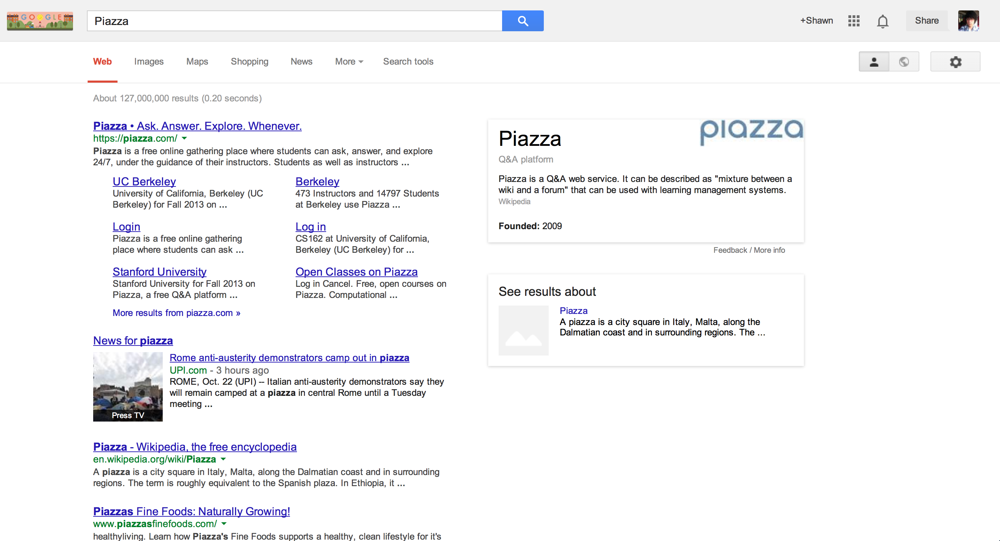 GOOGLE
Piazza
+Shawn
Share
Web Images Maps Shopping News More Search tools
About 127,000,000 results (0.20 seconds)
Piazza • Ask. Answer. Explore. Whenever.
https://piazza.com/
Piazza is a free online gathering place where students can ask, answer, and explore
24/7, under the guidance of their instructors. Students as well as instructors ...
UC Berkeley
University of California, Berkeley (UC
Berkeley) for Fall 2013 on ...
Berkeley
473 Instructors and 14797 Students
at Berkeley use Piazza ...
Login
Piazza is a free online gathering
place where students can ask ...
Log in
CS162 at University of California,
Berkeley (UC Berkeley) for ...
Stanford University
Stanford University for Fall 2013 on
Piazza, a free Q&A platform ...
Open Classes on Piazza
Log in Cancel. Free, open courses on
Piazza. Computational ...
More results from piazza.com »
News for piazza
Press TV
Rome anti-austerity demonstrators camp out in piazza
UPI.com - 3 hours ago
ROME, Oct. 22 (UPI) -- Italian anti-austerity demonstrators say they
will remain camped at a piazza in central Rome until a Tuesday
meeting ...
Piazza - Wikipedia, the free encyclopedia
en.wikipedia.org/wiki/Piazza
A piazza is a city square in Italy, Malta, along the Dalmatian coast and in surrounding
regions. The term is roughly equivalent to the Spanish plaza. In Ethiopia, it ...
Piazzas Fine Foods: Naturally Growing!
www.piazzasfinefoods.com/
healthyliving. Learn how Piazza's Fine Foods supports a healthy, clean lifestyle for it's
Piazza
piazza
Q&A platform
Piazza is a Q&A web service. It can be described as "mixture between a
wiki and a forum" that can be used with learning management systems.
Wikipedia
Founded: 2009
Feedback / More info
See results about
Piazza
A piazza is a city square in Italy, Malta, along the
Dalmatian coast and in surrounding regions. The ...